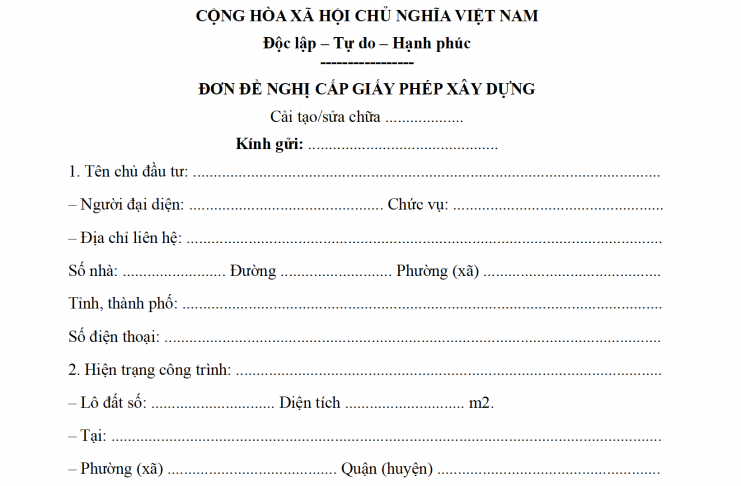 CỘNG HÒA XÃ HỘI CHỦ NGHĨA VIỆT NAM
Độc lập – Tự do – Hạnh phúc
-----------------
ĐƠN ĐỀ NGHỊ CẤP GIẤY PHÉP XÂY DỰNG
Cải tạo/sửa chữa ...................
Kính gửi: ..............................................
1. Tên chủ đầu tư: .................................................................................................................
– Người đại diện: ............................................... Chức vụ: ...................................................
– Địa chỉ liên hệ: ...................................................................................................................
Số nhà: ......................... Đường ........................... Phường (xã) ...........................................
Tỉnh, thành phố: ....................................................................................................................
Số điện thoại: ........................................................................................................................
2. Hiện trạng công trình: .......................................................................................................
– Lô đất số: .............................. Diện tích ............................. m2.
– Tại: .....................................................................................................................................
– Phường (xã) ......................................... Quận (huyện) ......................................................